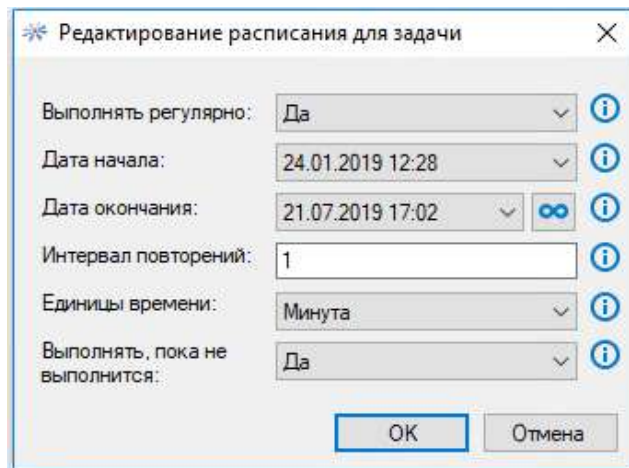 Редактирование расписания для задачи
Выполнять регулярно: Да
Дата начала: 24.01.2019 12:28
Дата окончания: 21.07.2019 17:02
Интервал повторений: 1
Единицы времени: Минута
Выполнять, пока не
выполнится: Да
OK Отмена